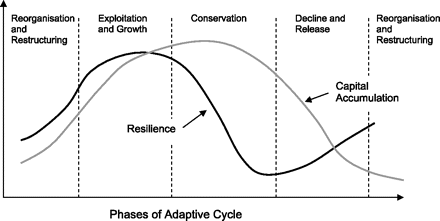 Reorganisation
and
Restructuring
Exploitation
and Growth
Conservation
Decline and
Release
Reorganisation
and
Restructuring
Capital
Accumulation
Resilience
Phases of Adaptive Cycle